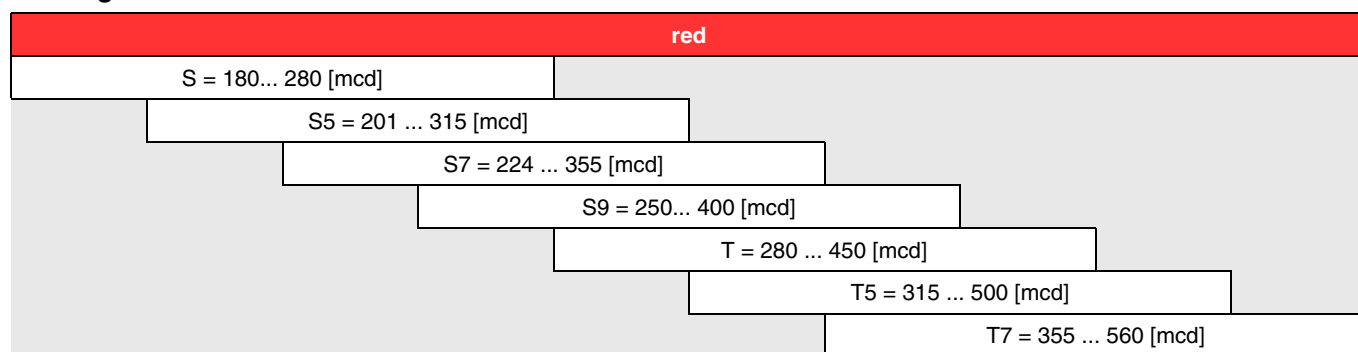 red
S = 180... 280 [mcd]
S5 = 201 ... 315 [mcd]
S7 = 224 ... 355 [mcd]
S9 = 250... 400 [mcd]
T = 280 ... 450 [mcd]
T5 = 315 ... 500 [mcd]
T7 = 355 ... 560 [mcd]